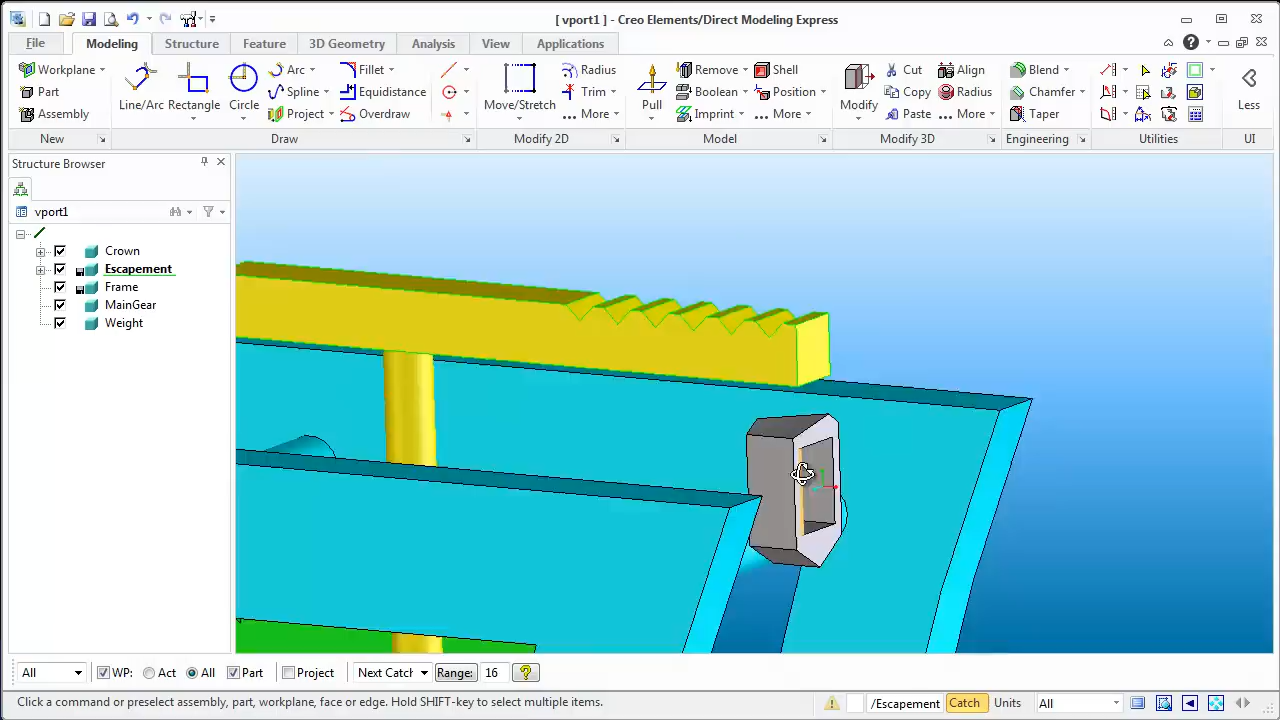 [ vport1 ] - Creo Elements/Direct Modeling Express
File Modeling Structure Feature 3D Geometry Analysis View Applications
Workplane Part Assembly New
Line/Arc Rectangle Circle Arc Spline Project Fillet Equidistance Overdraw Draw
Move/Stretch Radius Trim More Modify 2D
Pull Remove Boolean Imprint Shell Position More Model
Modify Cut Copy Paste Align Radius More Modify 3D
Blend Chamfer Taper Engineering
Utilities
Less UI
Structure Browser
vport1
Crown
Escapement
Frame
MainGear
Weight
All WP: Act All Part Project Next Catch Range: 16
Click a command or preselect assembly, part, workplane, face or edge. Hold SHIFT-key to select multiple items. /Escapement Catch Units All